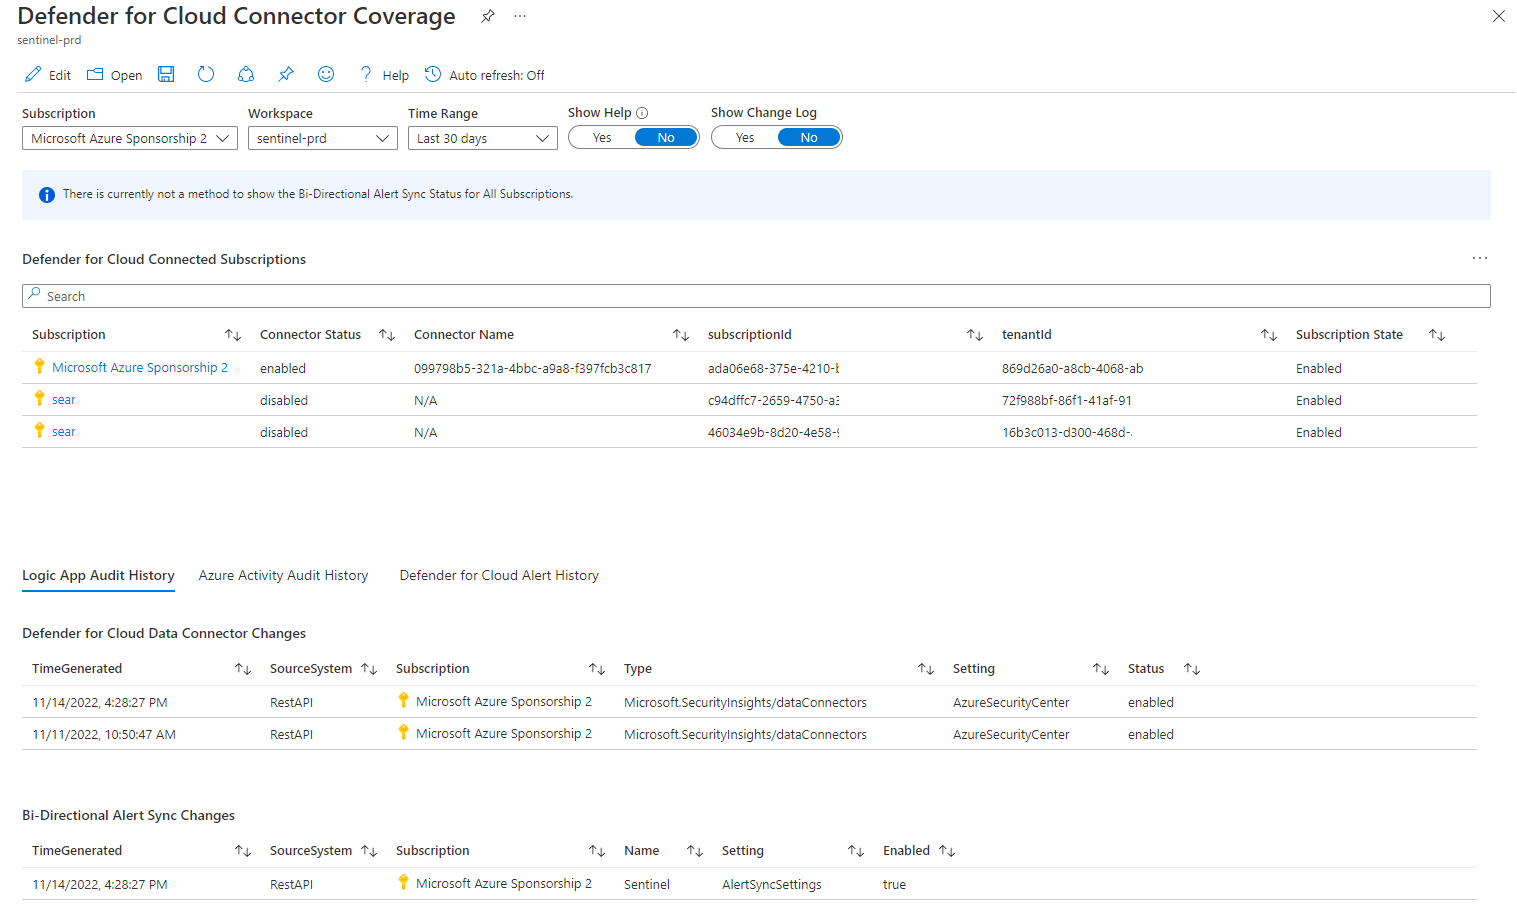 Defender for Cloud Connector Coverage
sentinel-prd
Edit Open Help Auto refresh: Off
Subscription Workspace Time Range Show Help Show Change Log
Microsoft Azure Sponsorship 2 sentinel-prd Last 30 days Yes No Yes No
There is currently not a method to show the Bi-Directional Alert Sync Status for All Subscriptions.
Defender for Cloud Connected Subscriptions
Search
Subscription Connector Status Connector Name subscriptionId tenantId Subscription State
Microsoft Azure Sponsorship 2 enabled 099798b5-321a-4bbc-a9a8-f397fcb3c817 ada06e68-375e-4210-b 869d26a0-a8cb-4068-ab Enabled
sear disabled N/A c94dffc7-2659-4750-a3 72f988bf-86f1-41af-91 Enabled
sear disabled N/A 46034e9b-8d20-4e58-9 16b3c013-d300-468d- Enabled
Logic App Audit History Azure Activity Audit History Defender for Cloud Alert History
Defender for Cloud Data Connector Changes
TimeGenerated SourceSystem Subscription Type Setting Status
11/14/2022, 4:28:27 PM RestAPI Microsoft Azure Sponsorship 2 Microsoft.SecurityInsights/dataConnectors AzureSecurityCenter enabled
11/11/2022, 10:50:47 AM RestAPI Microsoft Azure Sponsorship 2 Microsoft.SecurityInsights/dataConnectors AzureSecurityCenter enabled
Bi-Directional Alert Sync Changes
TimeGenerated SourceSystem Subscription Name Setting Enabled
11/14/2022, 4:28:27 PM RestAPI Microsoft Azure Sponsorship 2 Sentinel AlertSyncSettings true